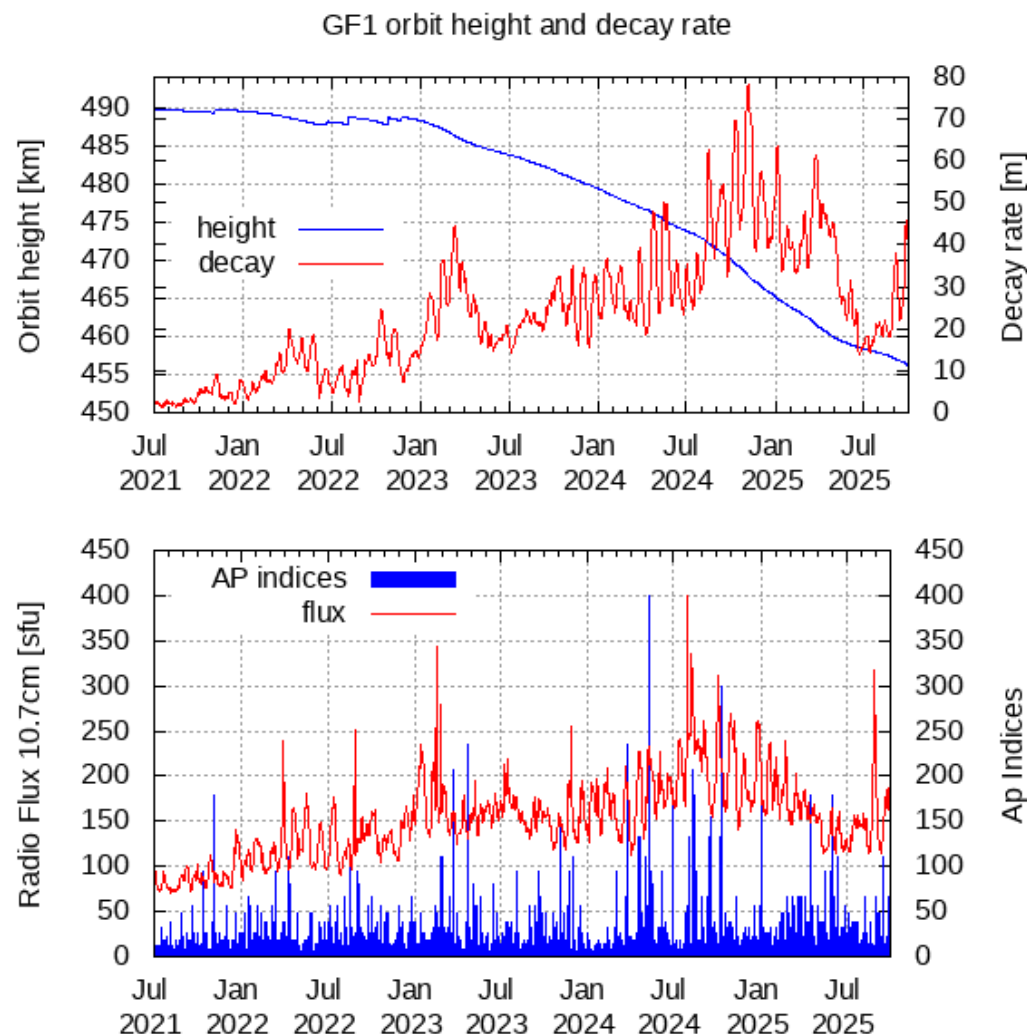 GF1 orbit height and decay rate
Orbit height [km]
490
485
480
475
470
465
460
455
450
height
decay
80
70
60
50
40
30
20
10
0
Decay rate [m]
Jul 2021
Jan 2022
Jul 2022
Jan 2023
Jul 2023
Jan 2024
Jul 2024
Jan 2025
Jul 2025
Radio Flux 10.7cm [sfu]
450
400
350
300
250
200
150
100
50
0
AP indices
flux
450
400
350
300
250
200
150
100
50
0
Ap Indices
Jul 2021
Jan 2022
Jul 2022
Jan 2023
Jul 2023
Jan 2024
Jul 2024
Jan 2025
Jul 2025